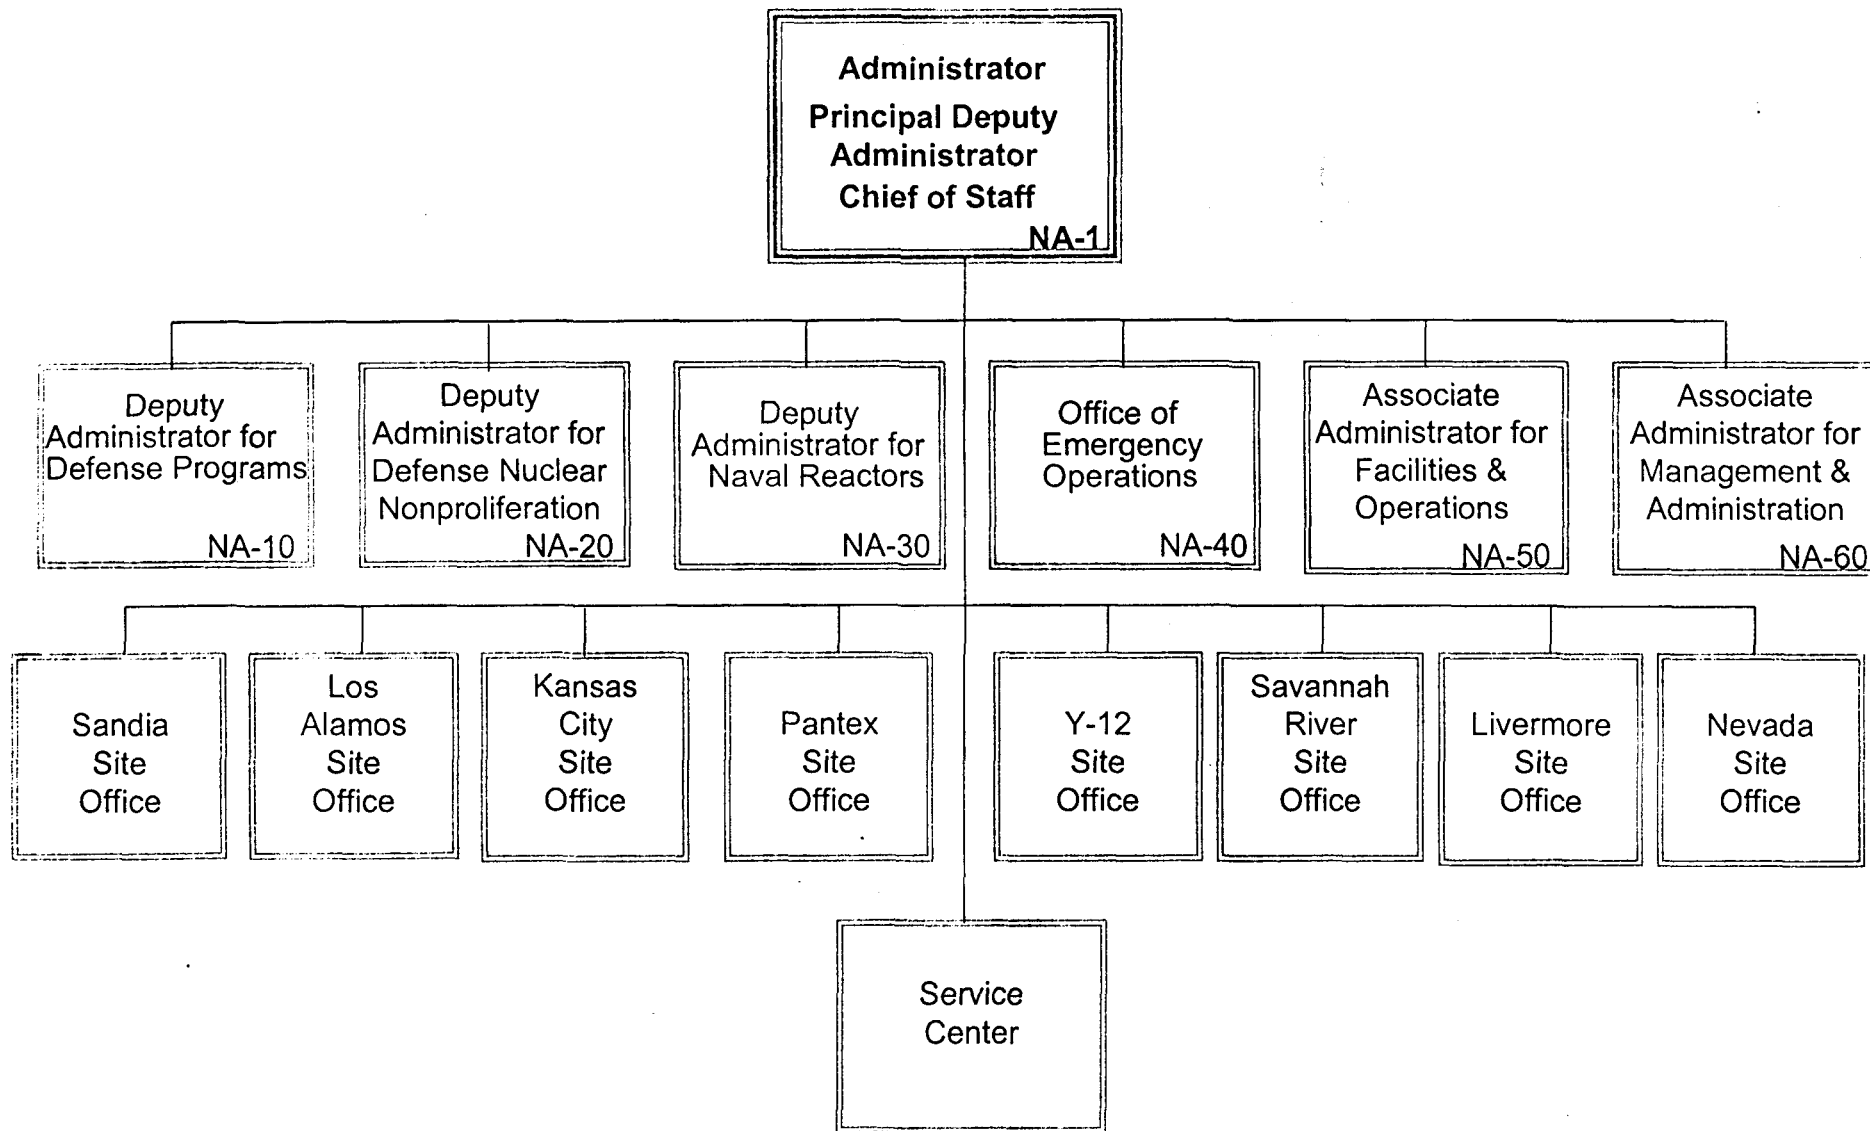 Administrator
Principal Deputy
Administrator
Chief of Staff
NA-1
Deputy
Administrator for
Defense Programs
NA-10
Deputy
Administrator for
Defense Nuclear
Nonproliferation
NA-20
Deputy
Administrator for
Naval Reactors
NA-30
Office of
Emergency
Operations
NA-40
Associate
Administrator for
Facilities &
Operations
NA-50
Associate
Administrator for
Management &
Administration
NA-60
Sandia
Site
Office
Los
Alamos
Site
Office
Kansas
City
Site
Office
Pantex
Site
Office
Y-12
Site
Office
Savannah
River
Site
Office
Livermore
Site
Office
Nevada
Site
Office
Service
Center